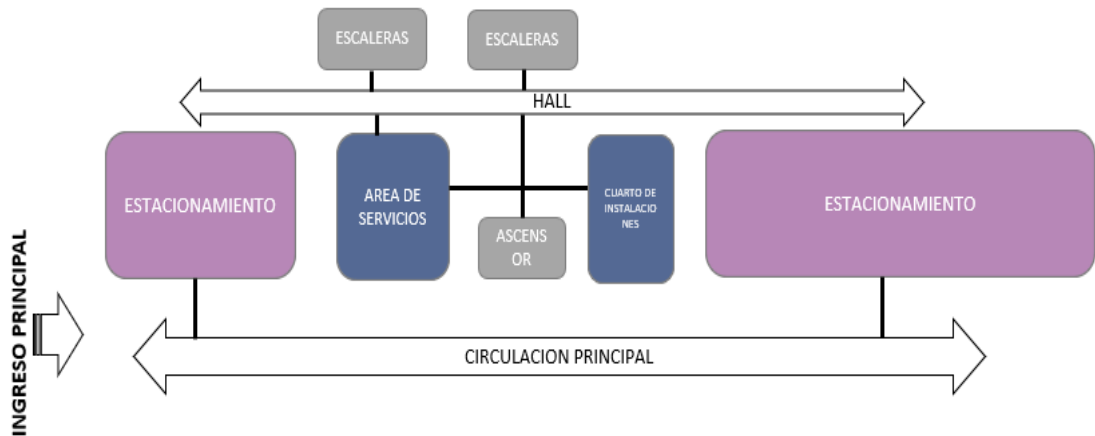 ESCALERAS
ESCALERAS
HALL
ESTACIONAMIENTO
AREA DE
SERVICIOS
CUARTO DE
INSTALACIO
NES
ESTACIONAMIENTO
ASCENS
OR
INGRESO PRINCIPAL
CIRCULACION PRINCIPAL